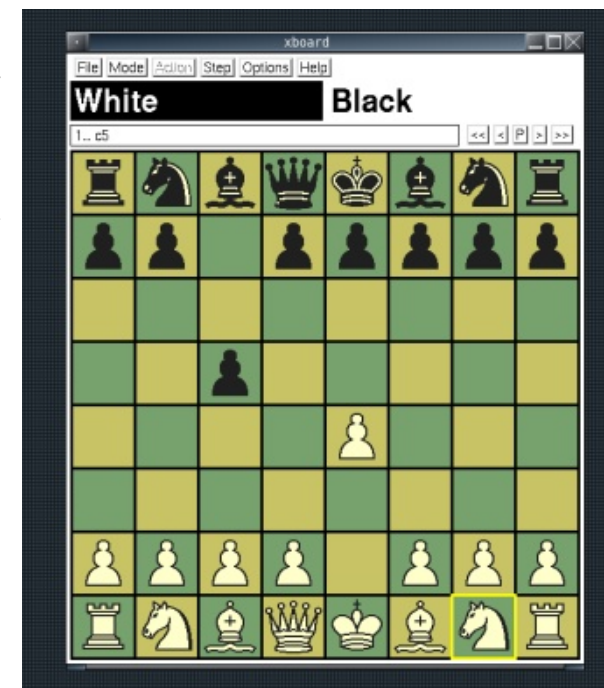 xboard
File Mode Action Step Options Help
White Black
1... c5 << < P > >>